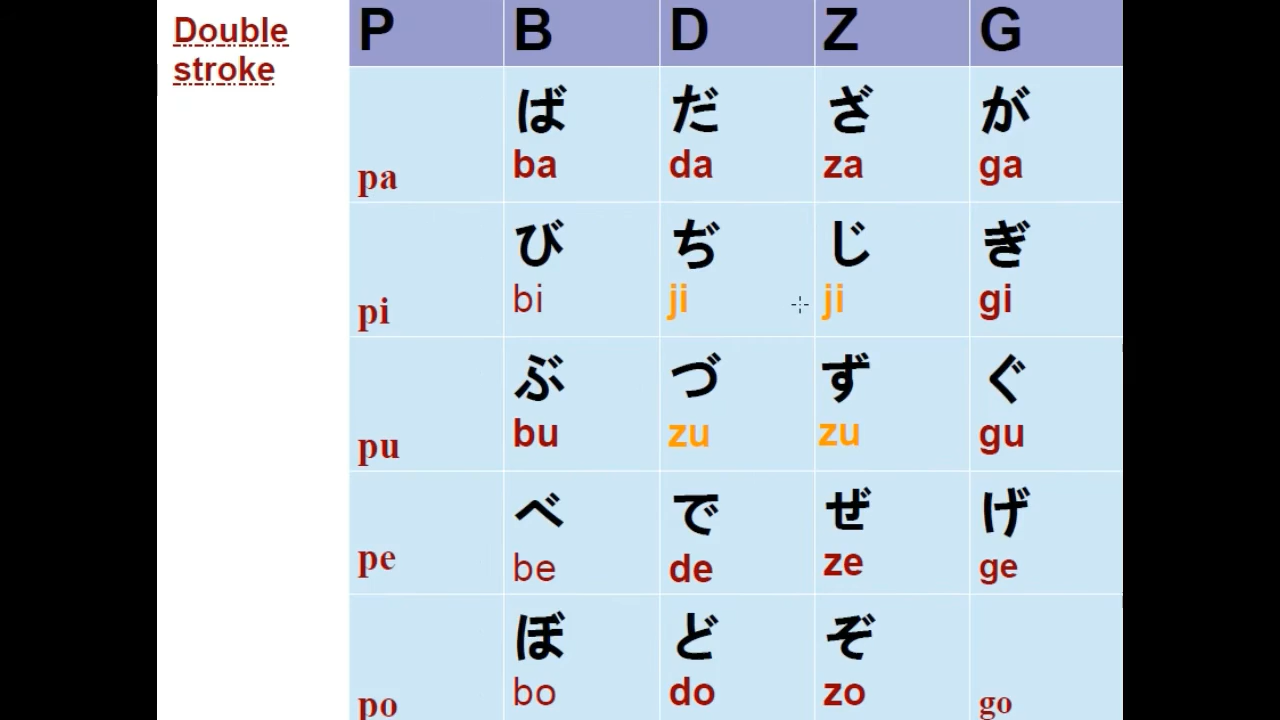 Double
stroke
P B D Z G
ば だ ざ が
pa ba da za ga
び ぢ じ ぎ
pi bi ji ji gi
ぶ づ ず ぐ
pu bu zu zu gu
べ で ぜ げ
pe be de ze ge
ぼ ど ぞ
po bo do zo go